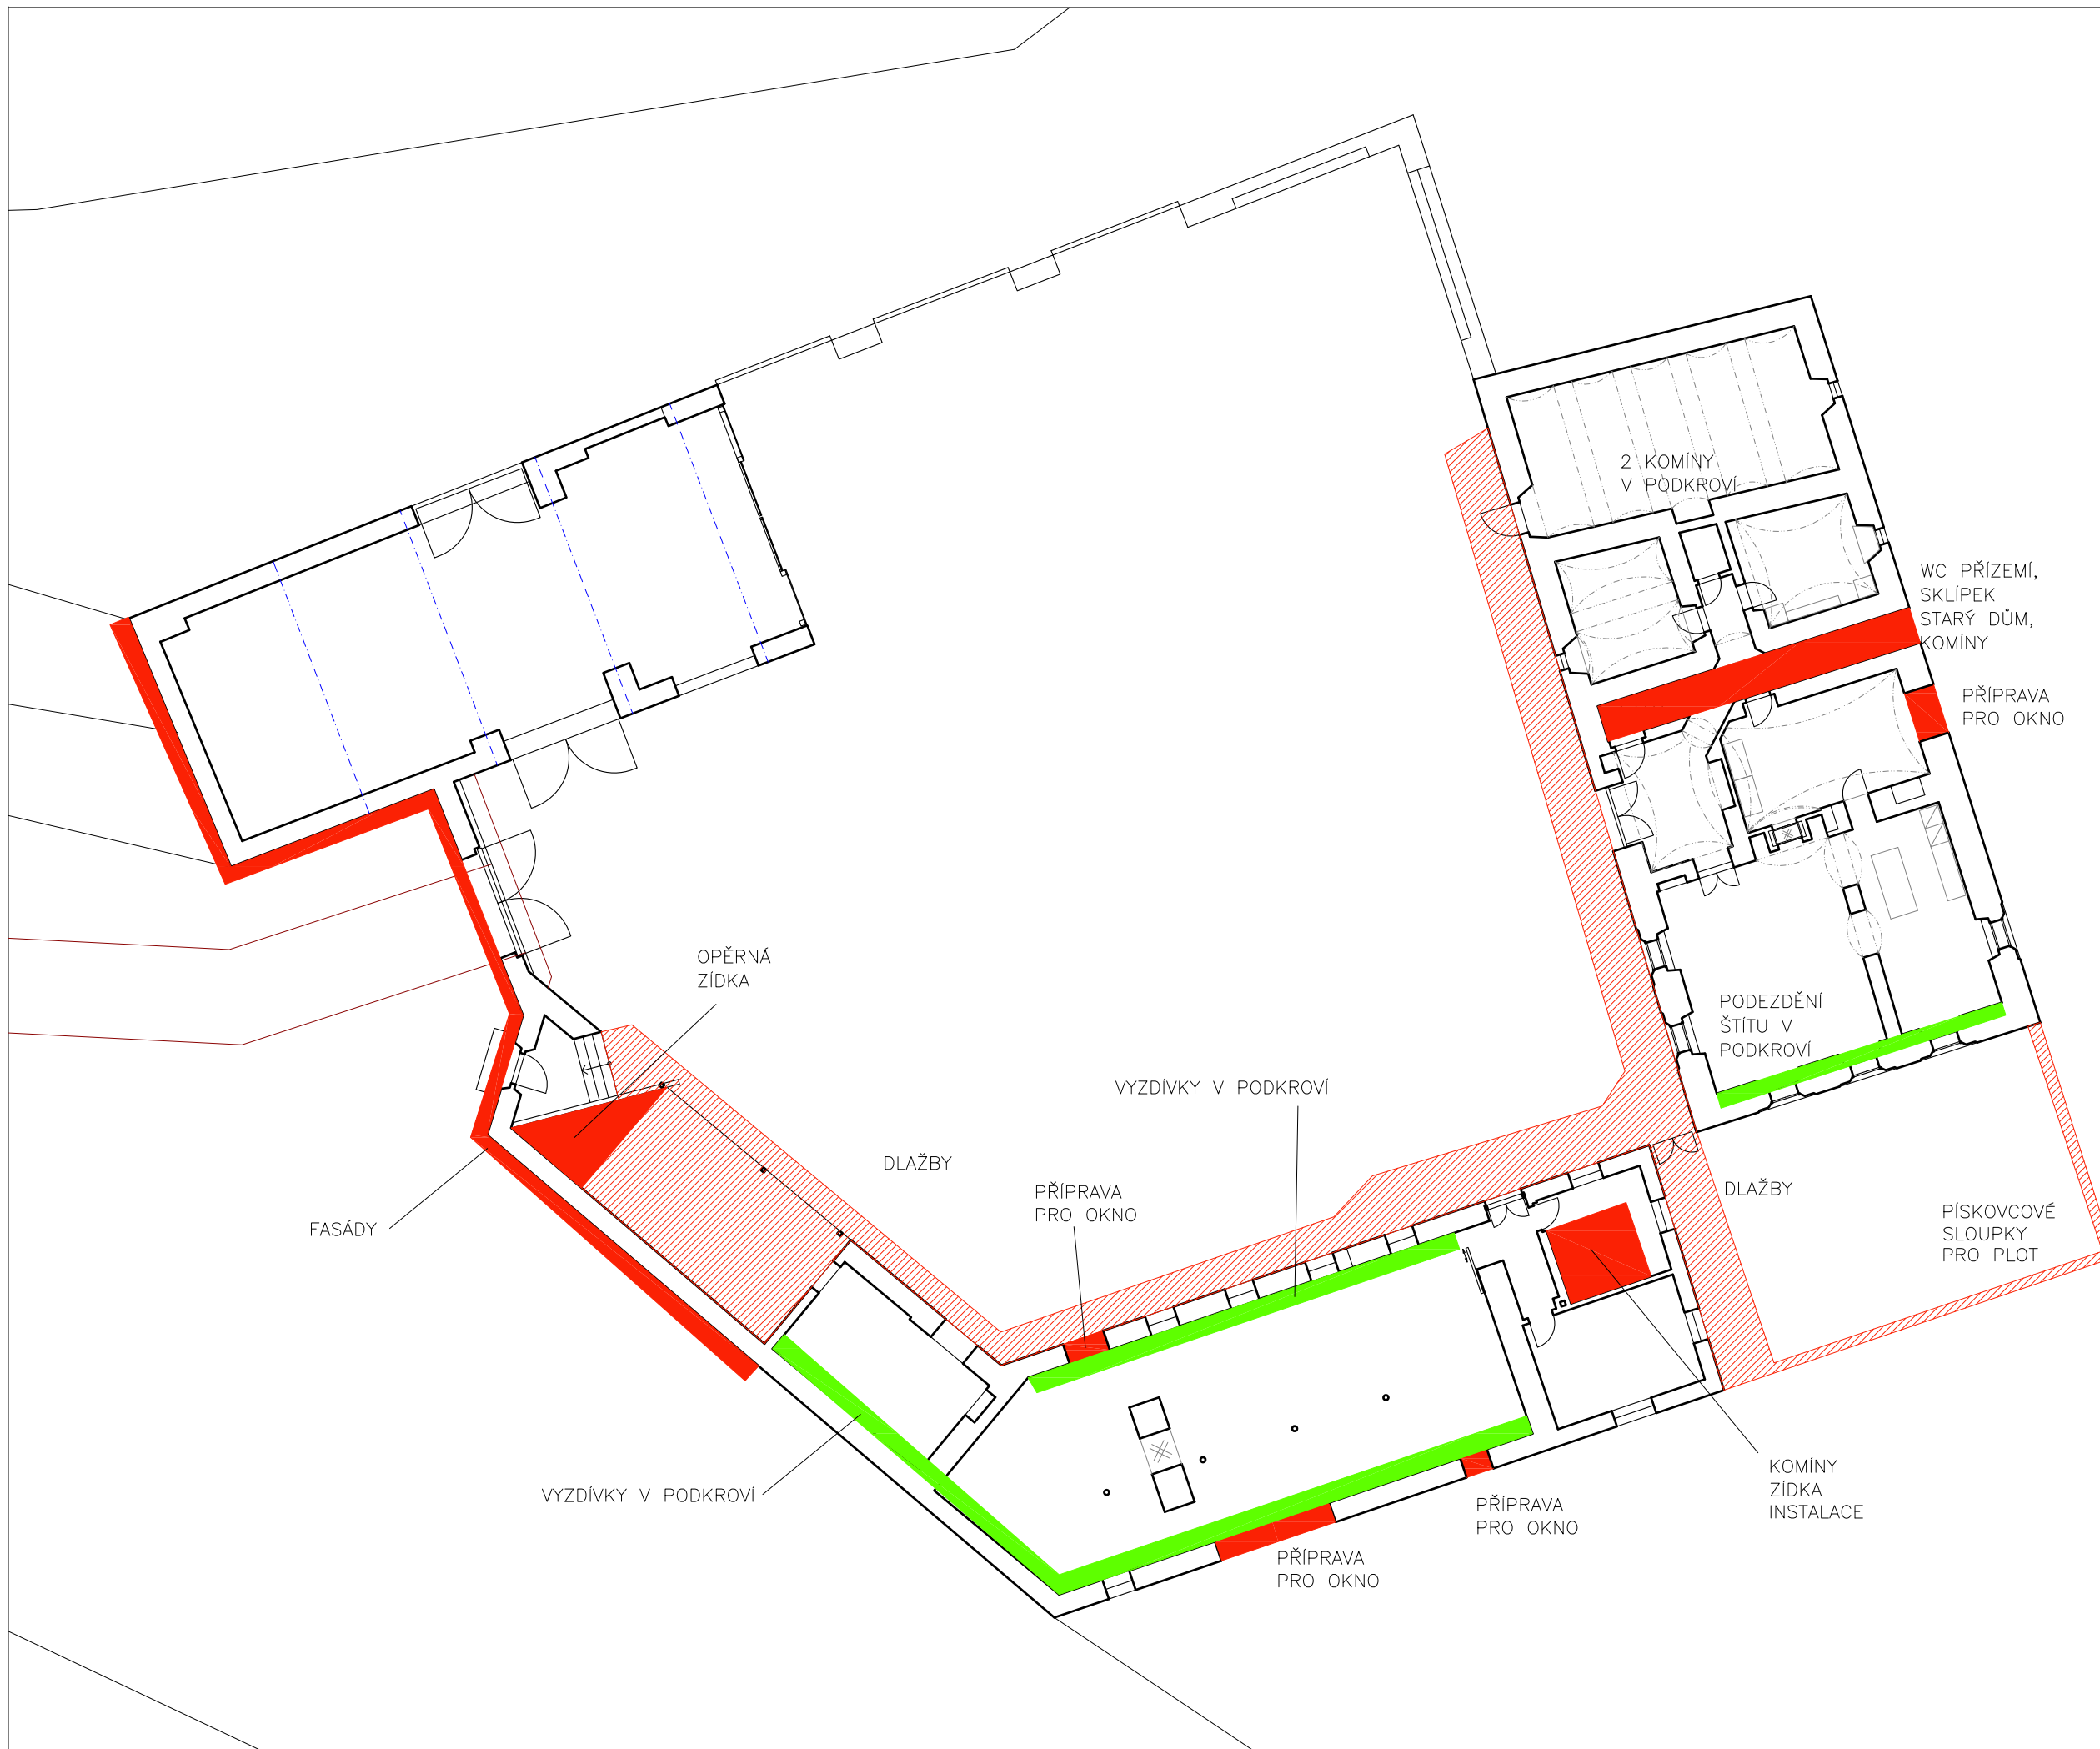 2 KOMÍNY
V PODKROVÍ
WC PŘÍZEMÍ,
SKLÍPEK
STARÝ DŮM,
KOMÍNY
PŘÍPRAVA
PRO OKNO
OPĚRNÁ
ZÍDKA
PODEZDĚNÍ
ŠTÍTU V
PODKROVÍ
VYZDÍVKY V PODKROVÍ
DLAŽBY
PŘÍPRAVA
PRO OKNO
DLAŽBY
PÍSKOVCOVÉ
SLOUPKY
PRO PLOT
FASÁDY
VYZDÍVKY V PODKROVÍ
KOMÍNY
ZÍDKA
INSTALACE
PŘÍPRAVA
PRO OKNO
PŘÍPRAVA
PRO OKNO